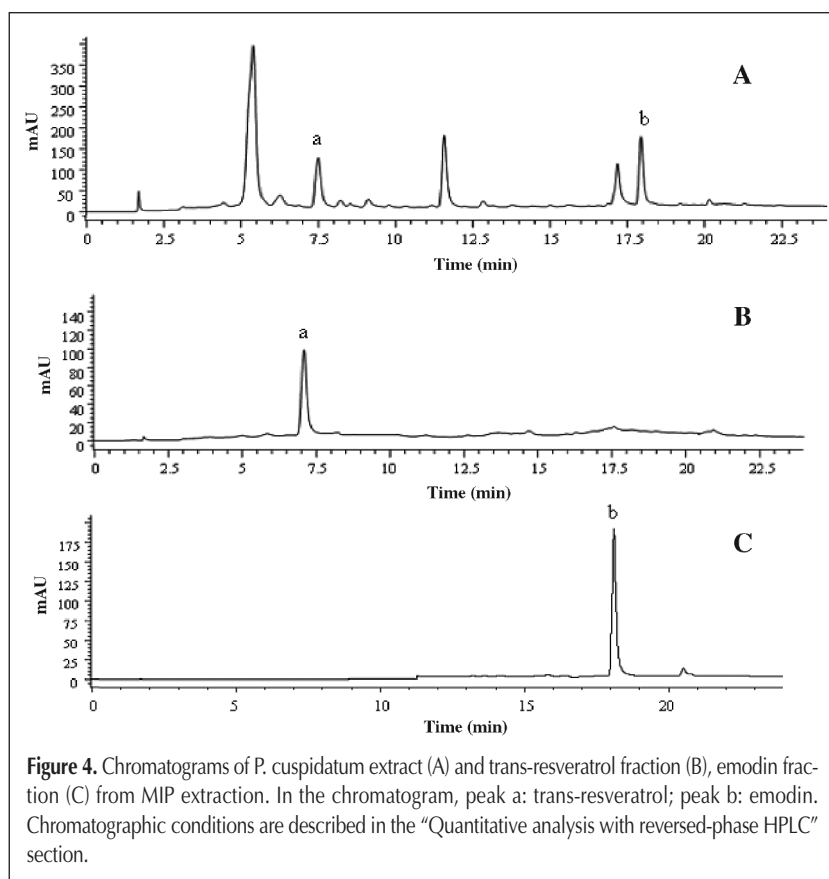 A
350
300
250
200
150
100
50
0
mAU
a
b
0 2.5 5 7.5 10 12.5 15 17.5 20 22.5
Time (min)
B
140
120
100
80
60
40
20
0
mAU
a
0 2.5 5 7.5 10 12.5 15 17.5 20 22.5
Time (min)
C
175
150
125
100
75
50
25
0
mAU
b
0 5 10 20
Time (min)
Figure 4. Chromatograms of P. cuspidatum extract (A) and trans-resveratrol fraction (B), emodin frac-
tion (C) from MIP extraction. In the chromatogram, peak a: trans-resveratrol; peak b: emodin.
Chromatographic conditions are described in the “Quantitative analysis with reversed-phase HPLC”
section.